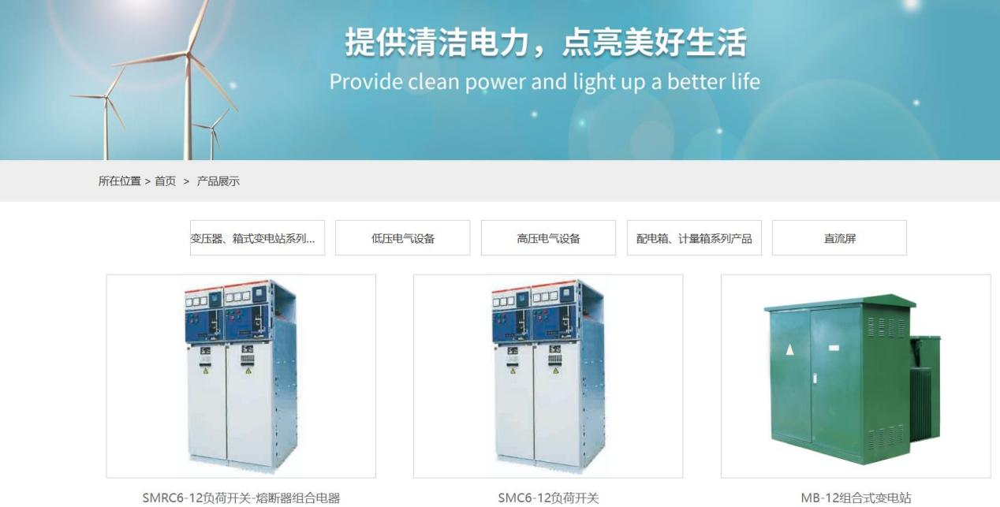 提供清洁电力，点亮美好生活
Provide clean power and light up a better life
所在位置 > 首页 > 产品展示
变压器、箱式变电站系列...
低压电气设备
高压电气设备
配电箱、计量箱系列产品
直流屏
SMRC6-12负荷开关-熔断器组合电器
SMC6-12负荷开关
MB-12组合式变电站